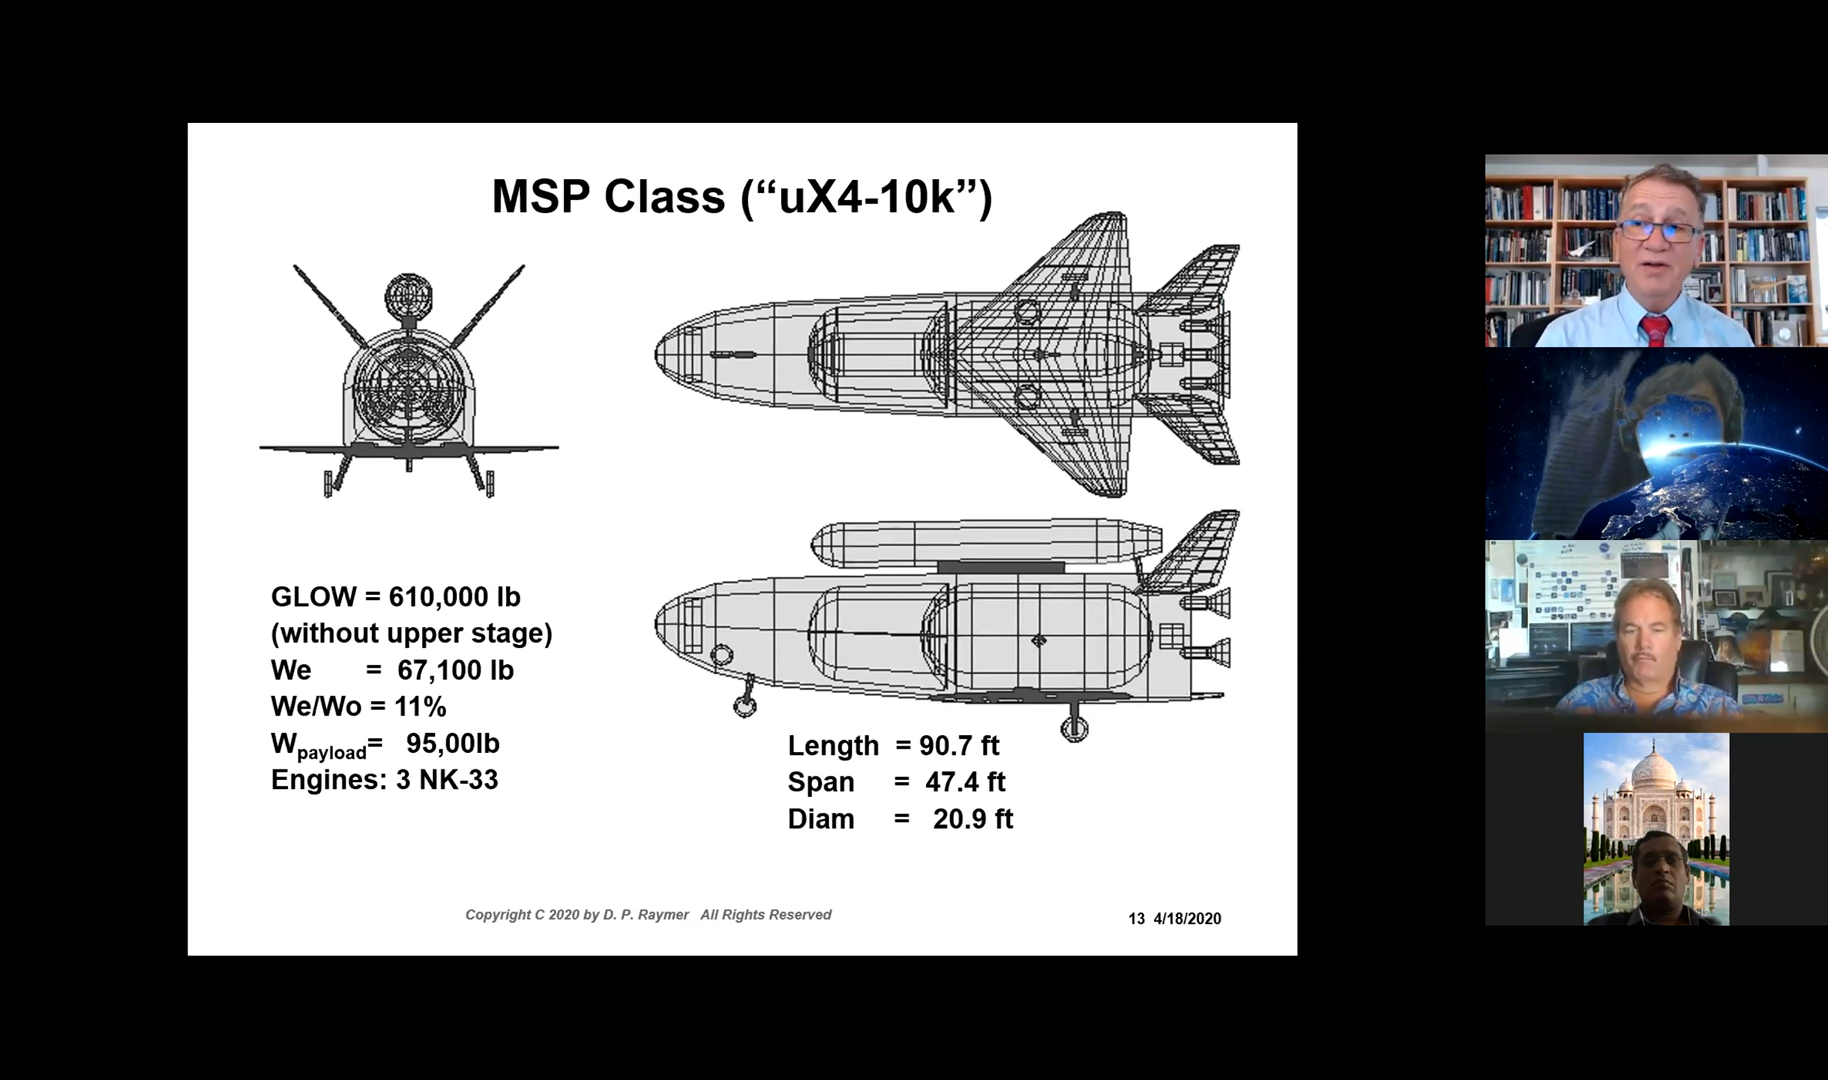 MSP Class (“uX4-10k”)
GLOW = 610,000 lb
(without upper stage)
We = 67,100 lb
We/Wo = 11%
Wpayload= 95,00lb
Engines: 3 NK-33
Length = 90.7 ft
Span = 47.4 ft
Diam = 20.9 ft
Copyright C 2020 by D. P. Raymer All Rights Reserved
13 4/18/2020